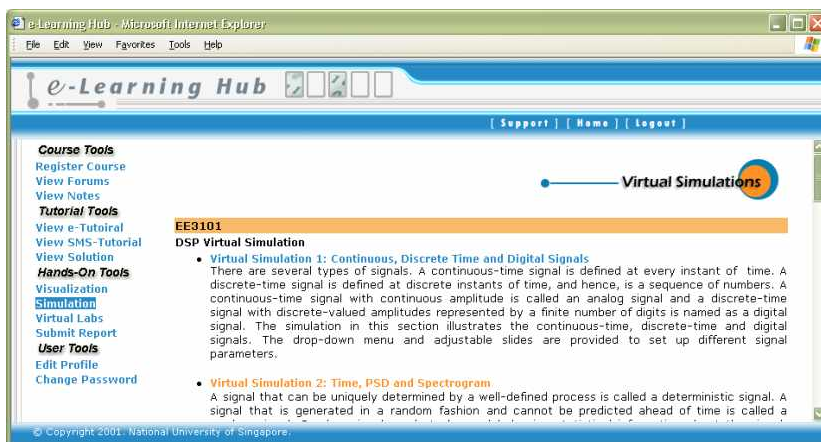 e-Learning Hub - Microsoft Internet Explorer
File Edit View Favorites Tools Help
e-Learning Hub
[ Support ] [ Home ] [ Logout ]
Course Tools
Register Course
View Forums
View Notes
Tutorial Tools
View e-Tutoiral
View SMS-Tutorial
View Solution
Hands-On Tools
Visualization
Simulation
Virtual Labs
Submit Report
User Tools
Edit Profile
Change Password
Virtual Simulations
EE3101
DSP Virtual Simulation
• Virtual Simulation 1: Continuous, Discrete Time and Digital Signals
There are several types of signals. A continuous-time signal is defined at every instant of time. A
discrete-time signal is defined at discrete instants of time, and hence, is a sequence of numbers. A
continuous-time signal with continuous amplitude is called an analog signal and a discrete-time
signal with discrete-valued amplitudes represented by a finite number of digits is named as a digital
signal. The simulation in this section illustrates the continuous-time, discrete-time and digital
signals. The drop-down menu and adjustable slides are provided to set up different signal
parameters.
• Virtual Simulation 2: Time, PSD and Spectrogram
A signal that can be uniquely determined by a well-defined process is called a deterministic signal. A
signal that is generated in a random fashion and cannot be predicted ahead of time is called a
© Copyright 2001. National University of Singapore.